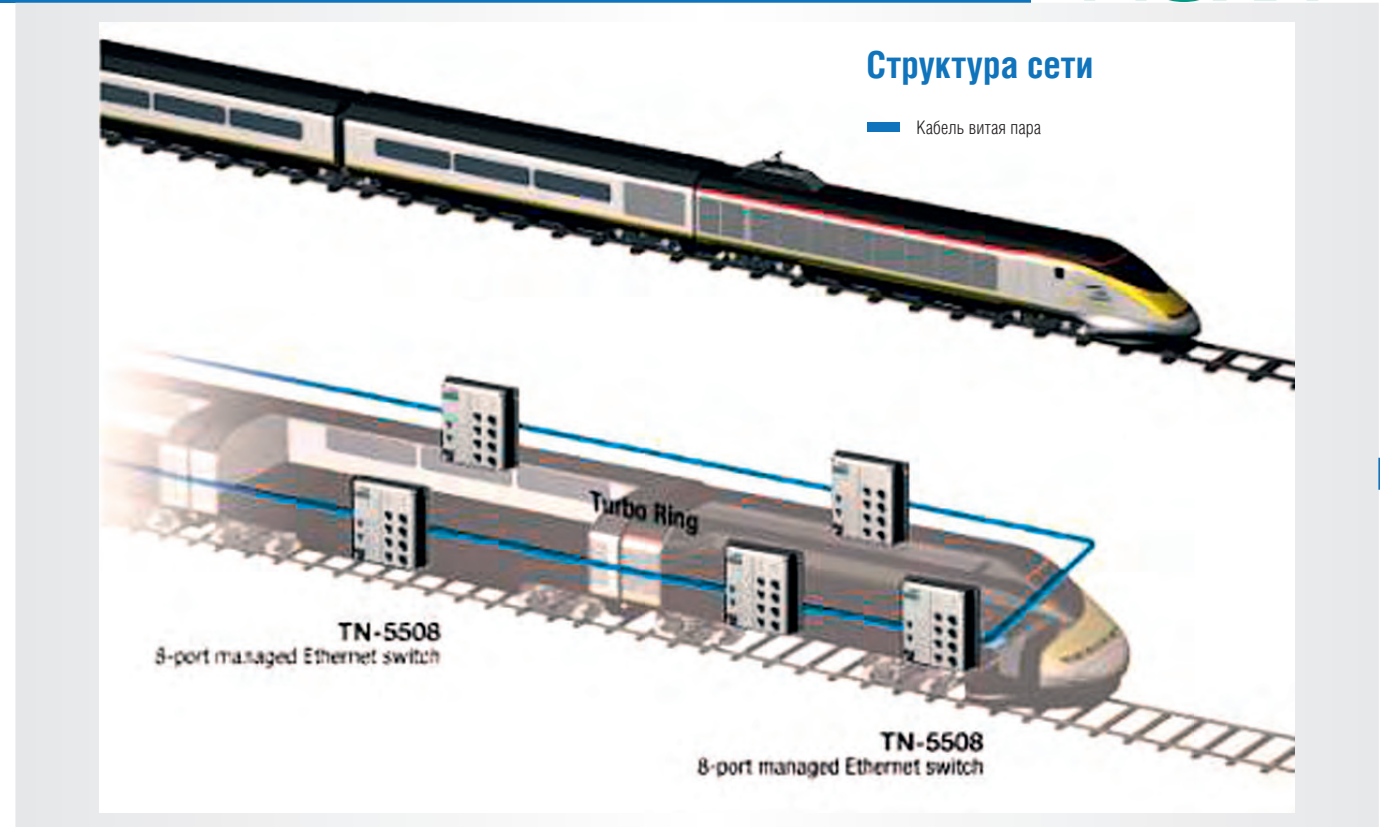 Структура сети
Кабель витая пара
Turbo Ring
TN-5508
8-port managed Ethernet switch
TN-5508
8-port managed Ethernet switch